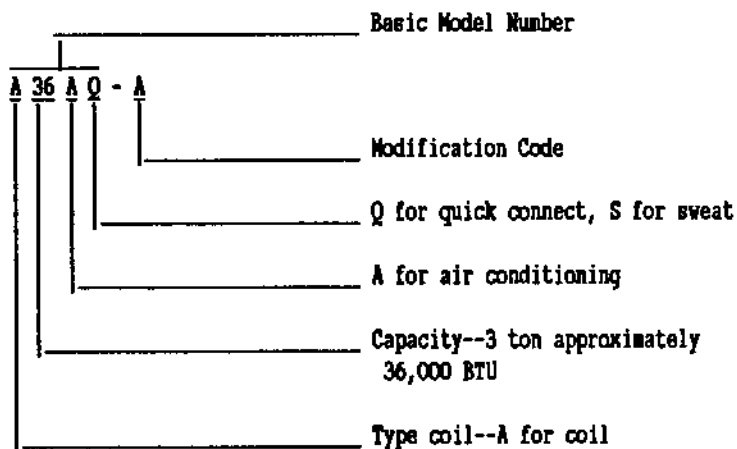 Basic Model Number
A 36 A Q - A
Modification Code
Q for quick connect, S for sweat
A for air conditioning
Capacity--3 ton approximately
36,000 BTU
Type coil--A for coil